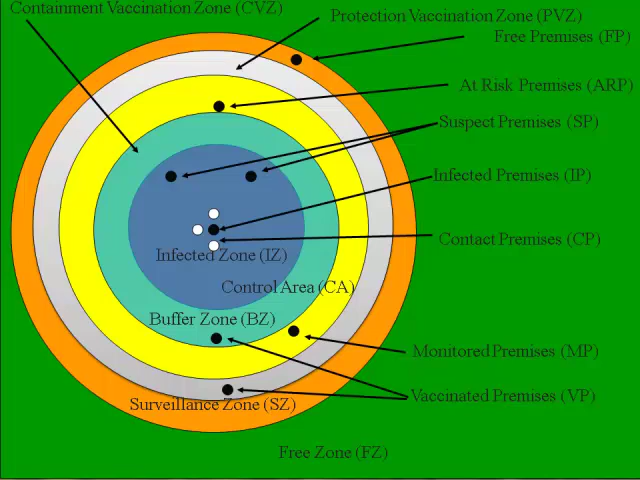 Containment Vaccination Zone (CVZ)
Protection Vaccination Zone (PVZ)
Free Premises (FP)
At Risk Premises (ARP)
Suspect Premises (SP)
Infected Premises (IP)
Contact Premises (CP)
Infected Zone (IZ)
Control Area (CA)
Buffer Zone (BZ)
Monitored Premises (MP)
Vaccinated Premises (VP)
Surveillance Zone (SZ)
Free Zone (FZ)